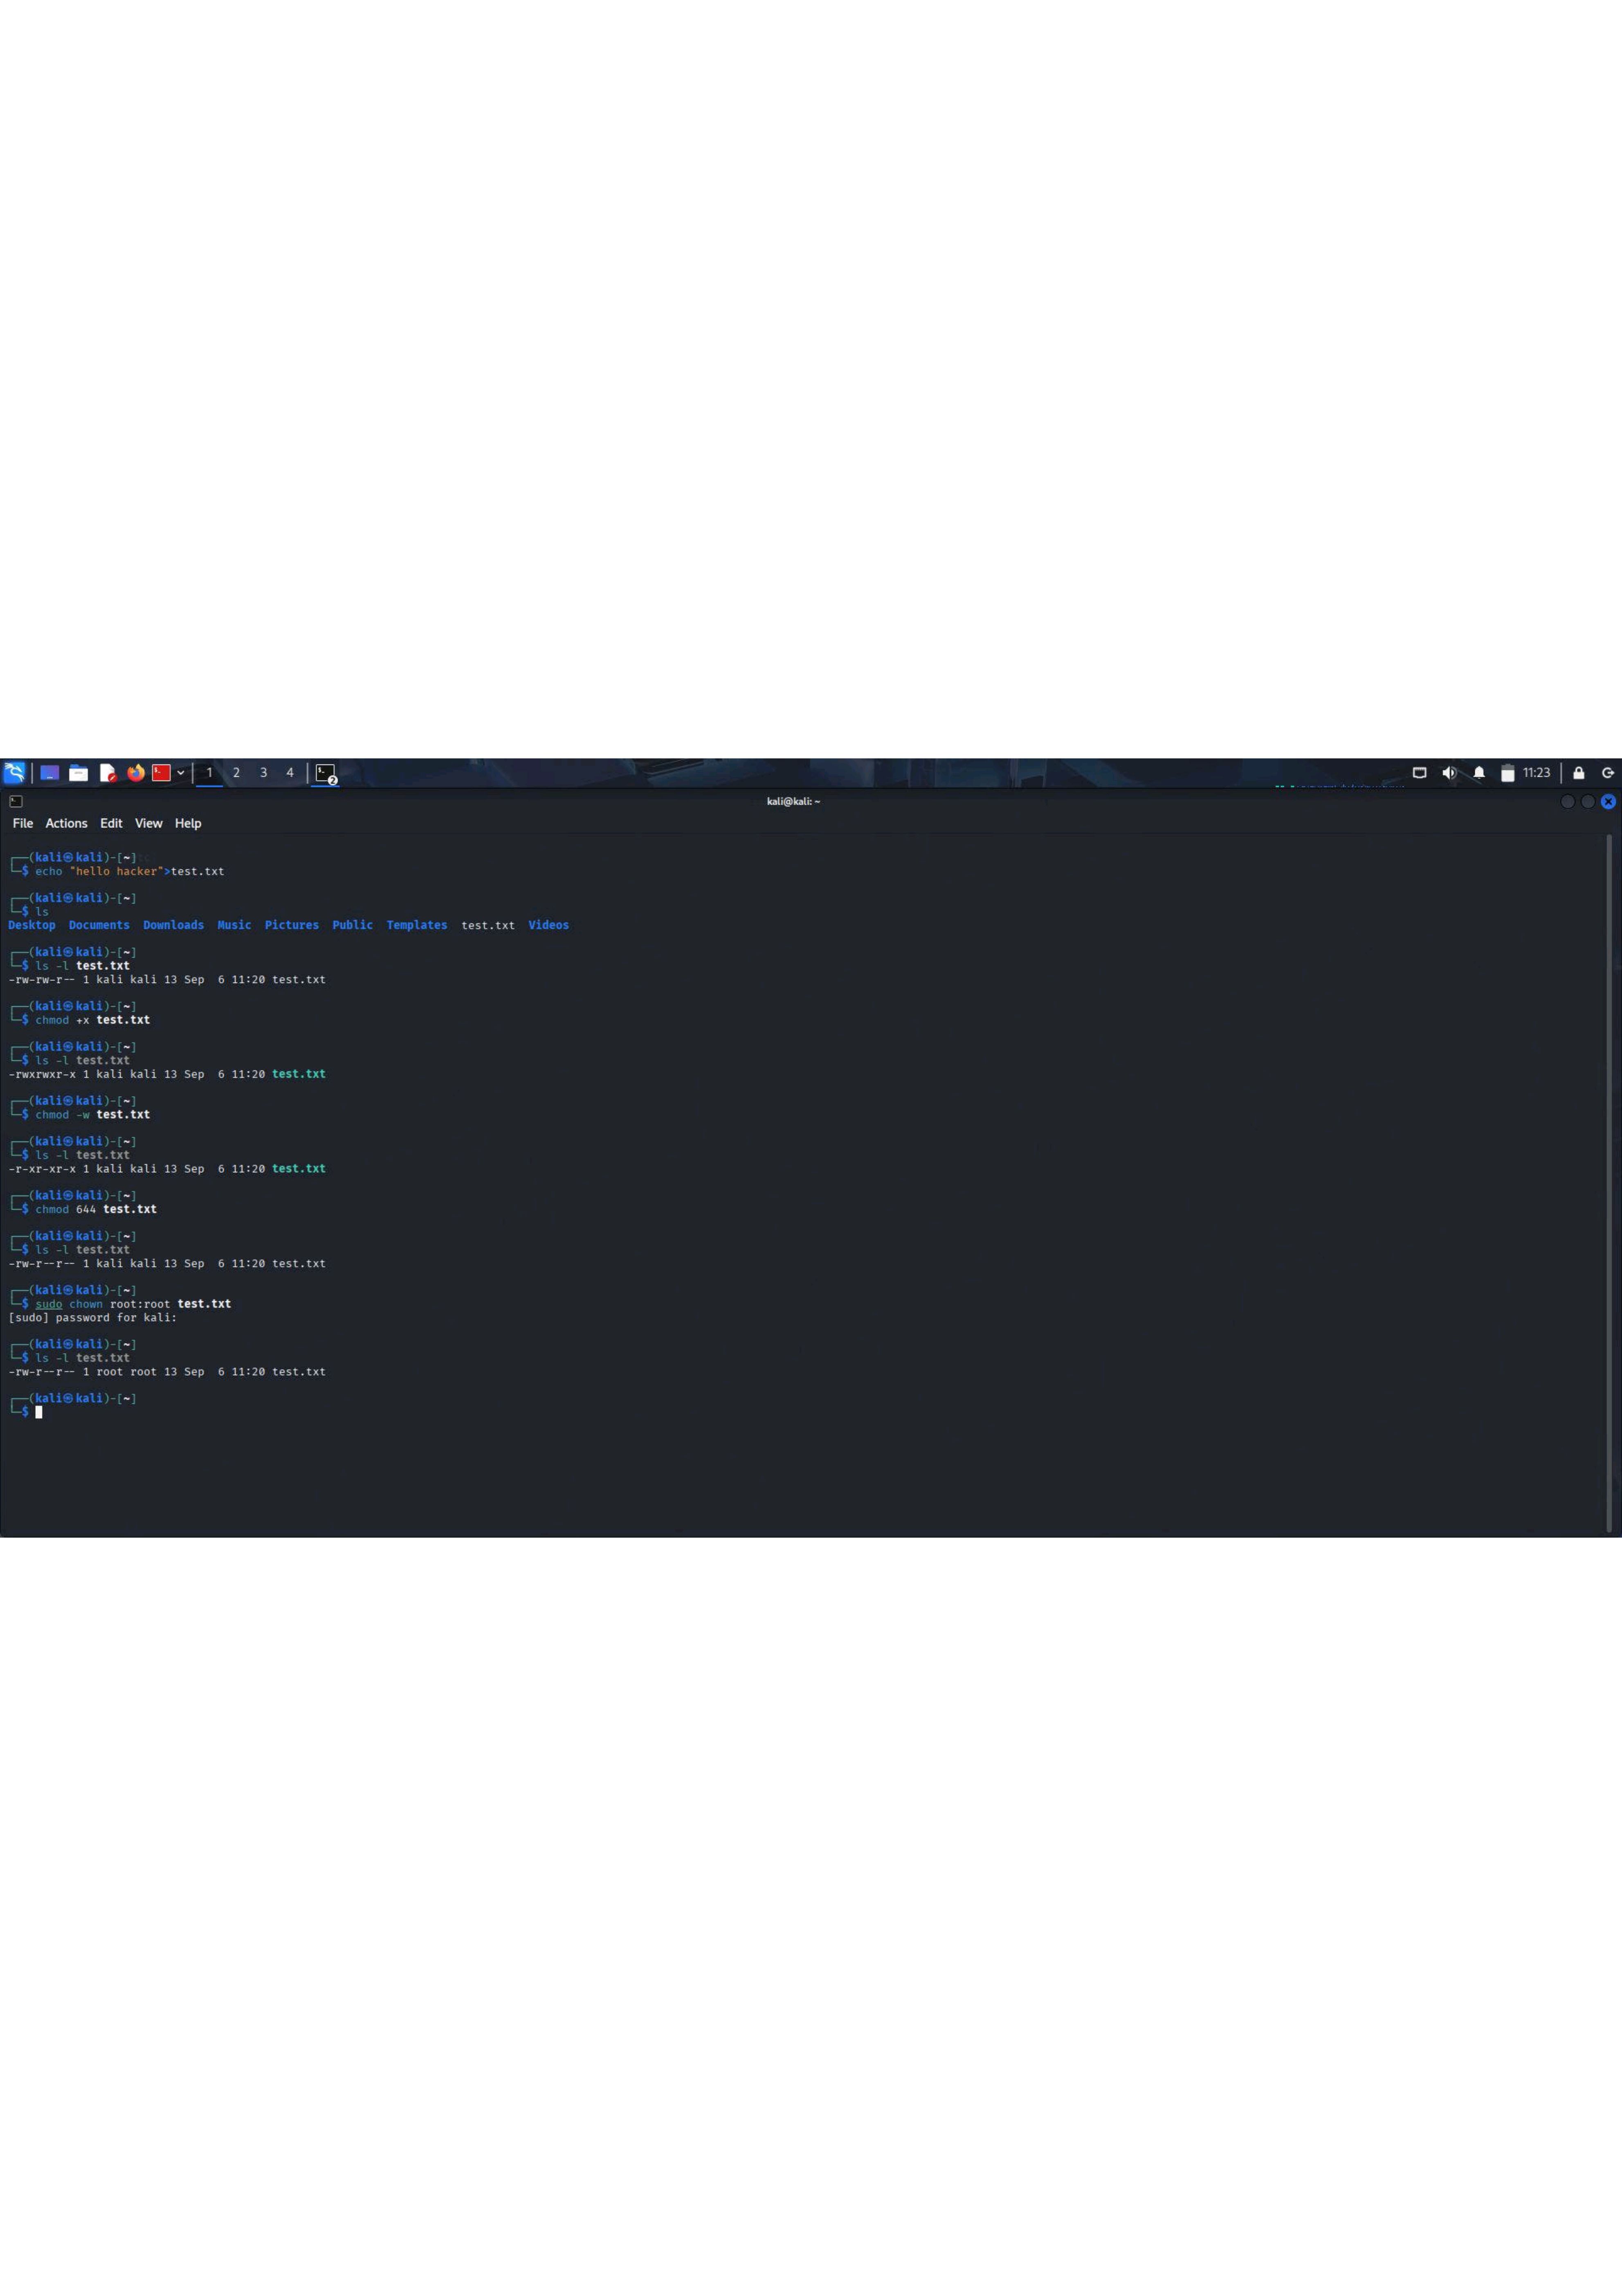 1 2 3 4 2 11:23
kali@kali: ~
File Actions Edit View Help
┌──(kali㉿kali)-[~]
└─$ echo "hello hacker">test.txt
┌──(kali㉿kali)-[~]
└─$ ls
Desktop Documents Downloads Music Pictures Public Templates test.txt Videos
┌──(kali㉿kali)-[~]
└─$ ls -l test.txt
-rw-rw-r-- 1 kali kali 13 Sep  6 11:20 test.txt
┌──(kali㉿kali)-[~]
└─$ chmod +x test.txt
┌──(kali㉿kali)-[~]
└─$ ls -l test.txt
-rwxrwxr-x 1 kali kali 13 Sep  6 11:20 test.txt
┌──(kali㉿kali)-[~]
└─$ chmod -w test.txt
┌──(kali㉿kali)-[~]
└─$ ls -l test.txt
-r-xr-xr-x 1 kali kali 13 Sep  6 11:20 test.txt
┌──(kali㉿kali)-[~]
└─$ chmod 644 test.txt
┌──(kali㉿kali)-[~]
└─$ ls -l test.txt
-rw-r--r-- 1 kali kali 13 Sep  6 11:20 test.txt
┌──(kali㉿kali)-[~]
└─$ sudo chown root:root test.txt
[sudo] password for kali:
┌──(kali㉿kali)-[~]
└─$ ls -l test.txt
-rw-r--r-- 1 root root 13 Sep  6 11:20 test.txt
┌──(kali㉿kali)-[~]
└─$